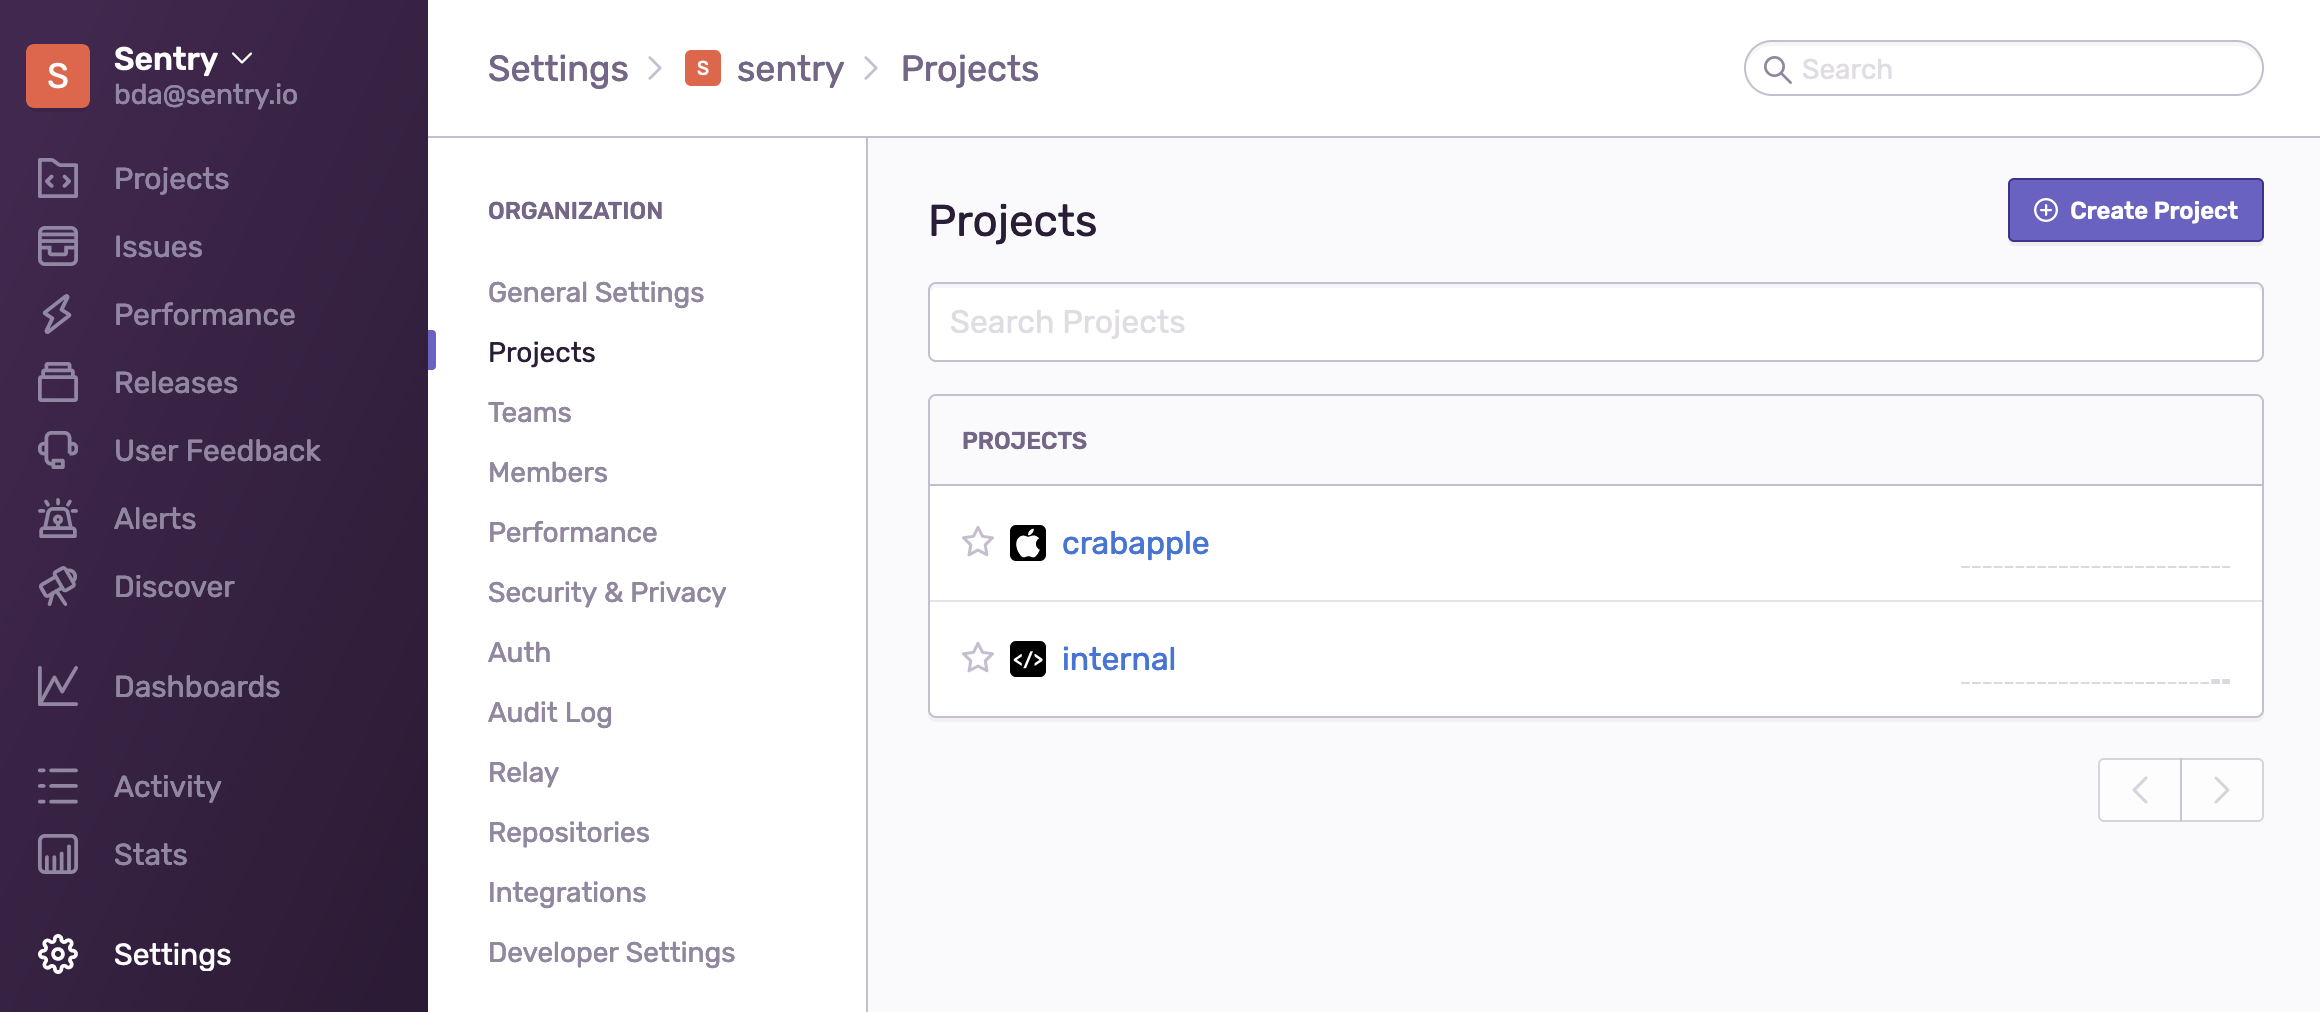 S
Sentry
bda@sentry.io
Projects
Issues
Performance
Releases
User Feedback
Alerts
Discover
Dashboards
Activity
Stats
Settings
Settings > S sentry > Projects
Search
ORGANIZATION
General Settings
Projects
Teams
Members
Performance
Security & Privacy
Auth
Audit Log
Relay
Repositories
Integrations
Developer Settings
Projects
Create Project
Search Projects
PROJECTS
crabapple
</> internal